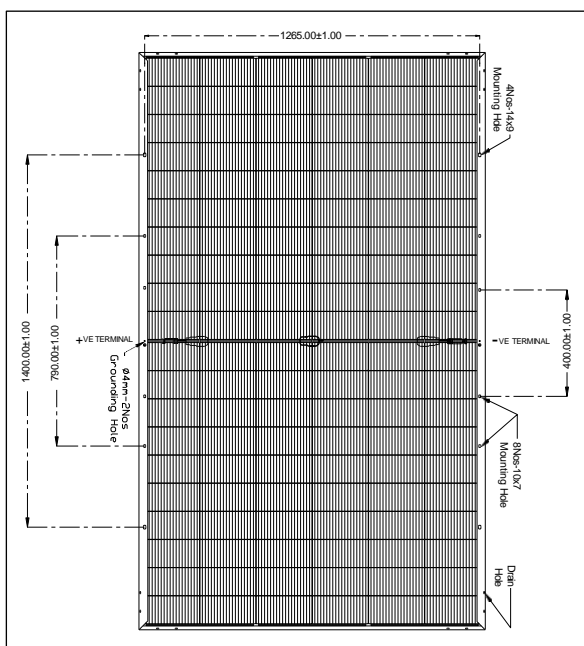 1265.00±1.00
4Nos-14x9
Mounting Hole
1400.00±1.00
790.00±1.00
+VE TERMINAL
-VE TERMINAL
400.00±1.00
ø4mm-2Nos
Grounding Hole
8Nos-10x7
Mounting Hole
Drain
Hole